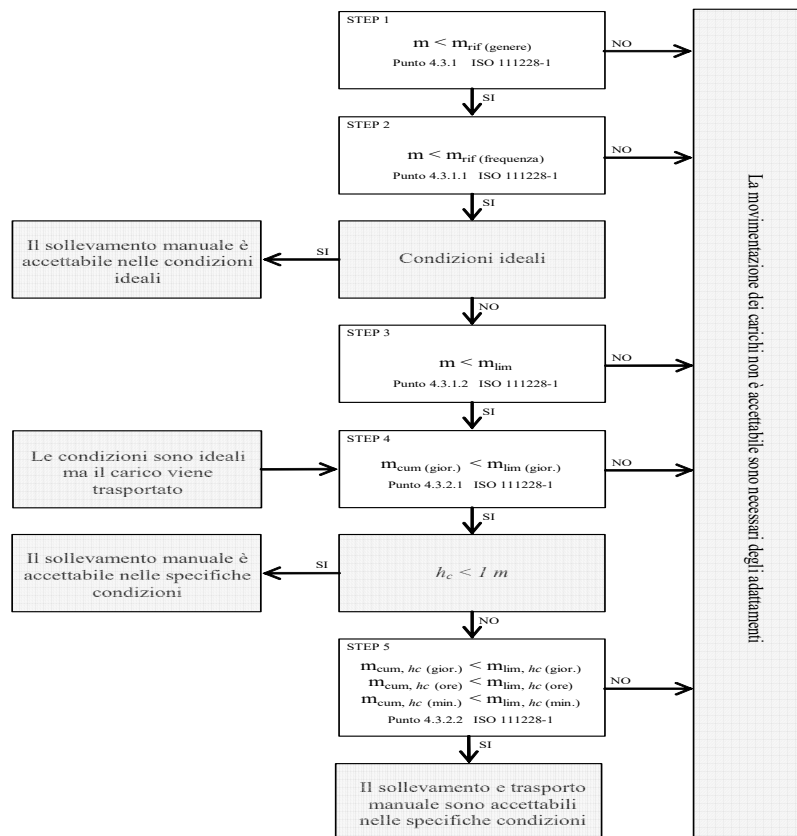 STEP 1
m < m rif (genere)
Punto 4.3.1 ISO 111228-1
NO
SI
STEP 2
m < m rif (frequenza)
Punto 4.3.1.1 ISO 111228-1
NO
SI
Il sollevamento manuale è
accettabile nelle condizioni
ideali
SI
Condizioni ideali
NO
STEP 3
m < m lim
Punto 4.3.1.2 ISO 111228-1
NO
SI
Le condizioni sono ideali
ma il carico viene
trasportato
STEP 4
m cum (gior.) < m lim (gior.)
Punto 4.3.2.1 ISO 111228-1
NO
SI
Il sollevamento manuale è
accettabile nelle specifiche
condizioni
SI
h c < 1 m
NO
STEP 5
m cum, hc (gior.) < m lim, hc (gior.)
m cum, hc (ore) < m lim, hc (ore)
m cum, hc (min.) < m lim, hc (min.)
Punto 4.3.2.2 ISO 111228-1
NO
SI
Il sollevamento e trasporto
manuale sono accettabili
nelle specifiche condizioni
La movimentazione dei carichi non è accettabile sono necessari degli adattamenti